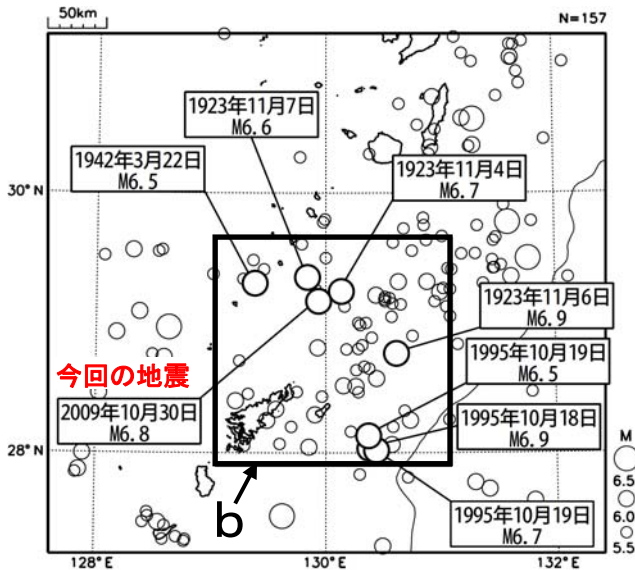 50km
N=157
1923年11月7日
M6.6
1942年3月22日
M6.5
1923年11月4日
M6.7
30°N
1923年11月6日
M6.9
今回の地震
1995年10月19日
M6.5
2009年10月30日
M6.8
1995年10月18日
M6.9
M
28°N
6.5
1995年10月19日
M6.7
b
6.0
5.5
128°E
130°E
132°E